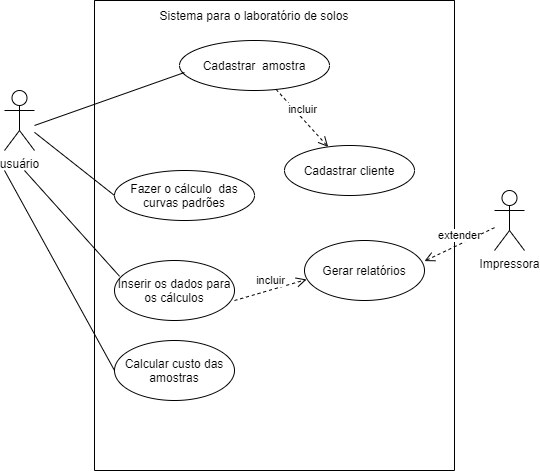 Sistema para o laboratório de solos
Cadastrar amostra
incluir
usuário
Cadastrar cliente
Fazer o cálculo das
curvas padrões
extender
Impressora
Inserir os dados para
os cálculos
incluir
Gerar relatórios
Calcular custo das
amostras